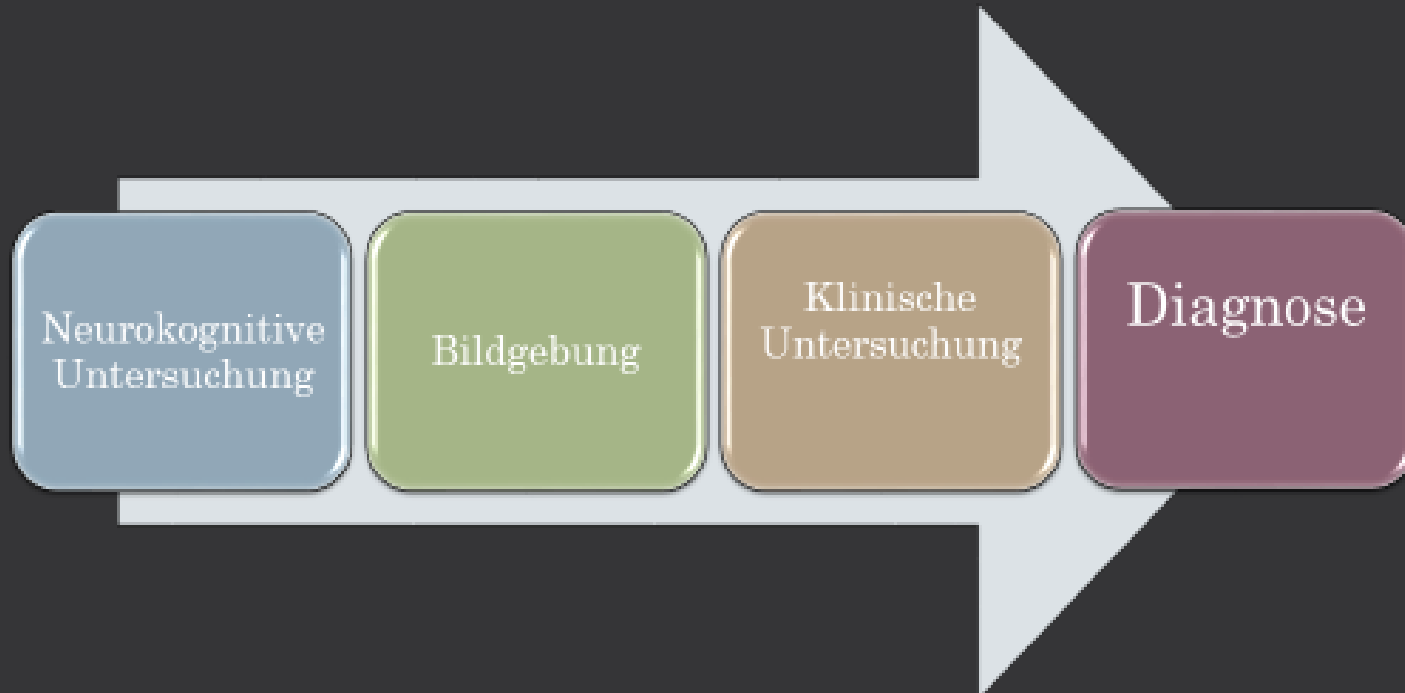 Neurokognitive
Untersuchung
Bildgebung
Klinische
Untersuchung
Diagnose